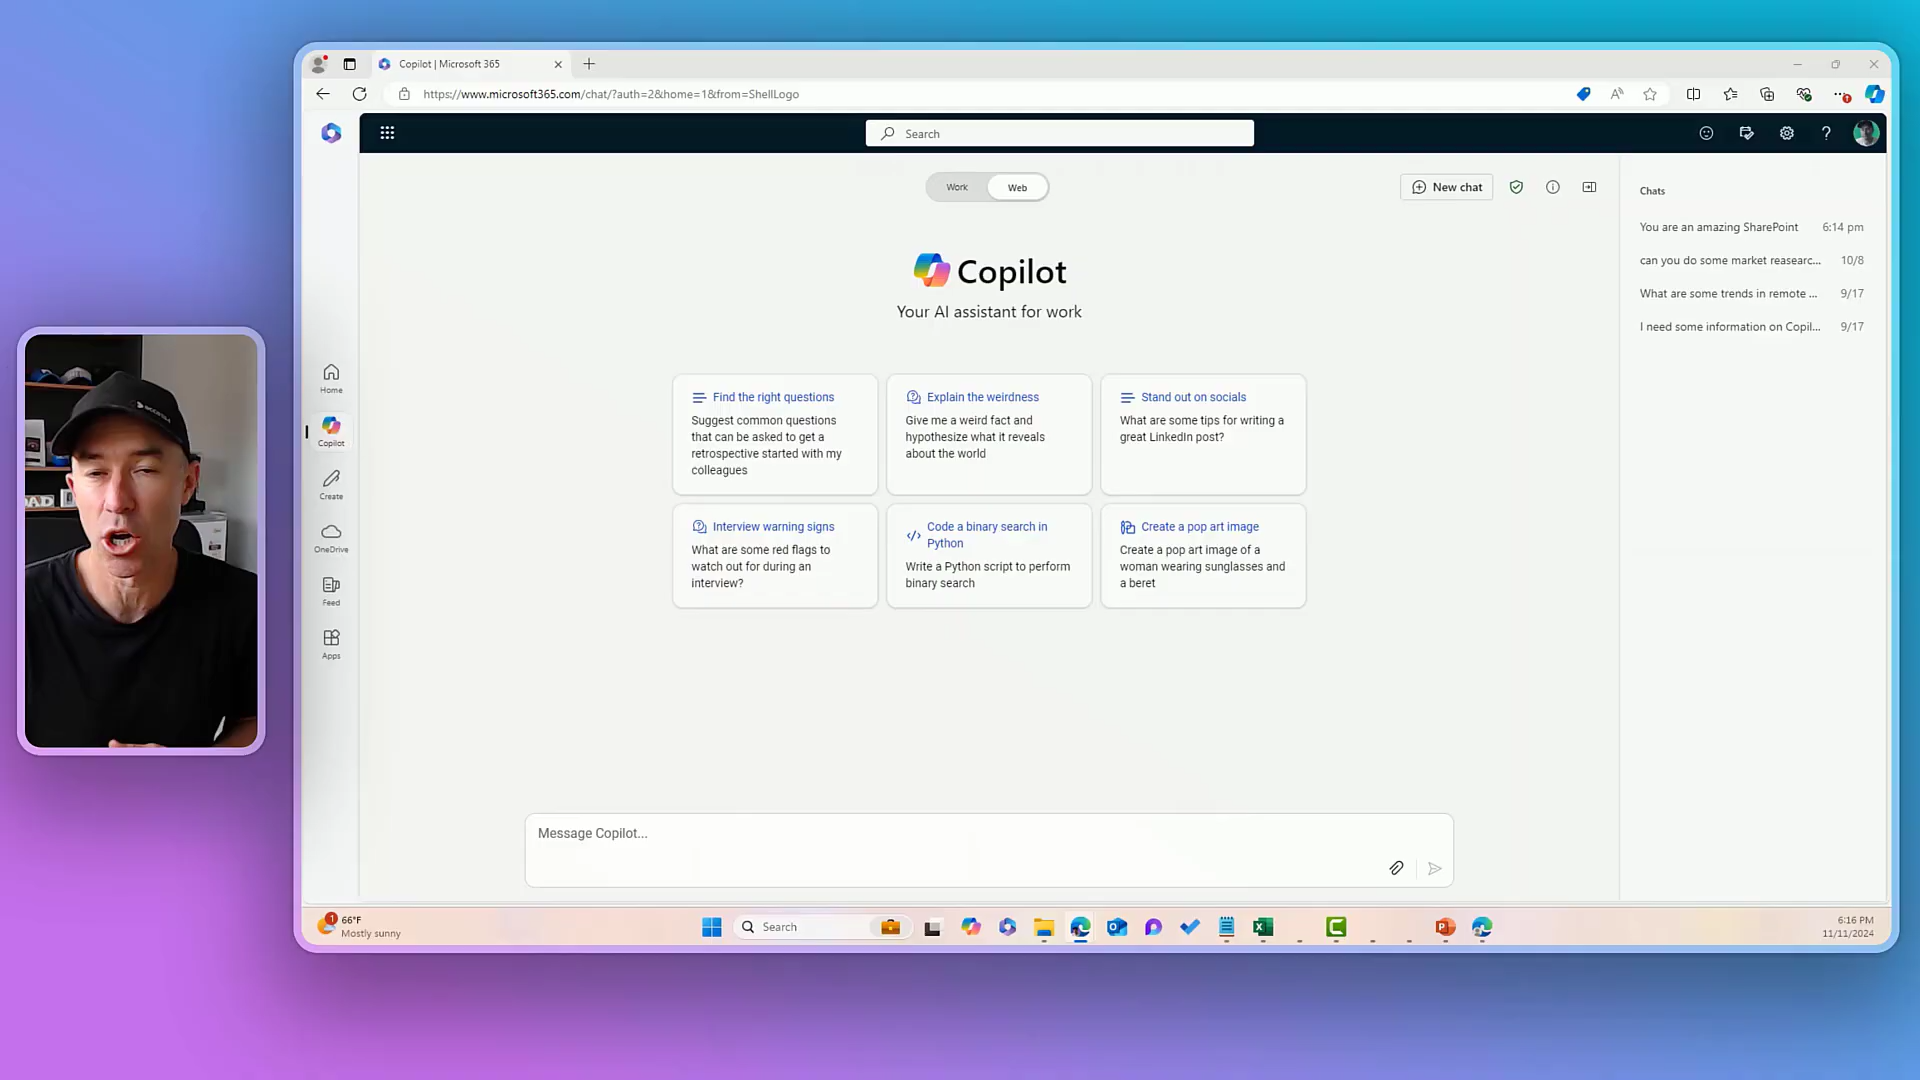 Copilot | Microsoft 365
https://www.microsoft365.com/chat/?auth=2&home=1&from=ShellLogo
Search
Work
Web
New chat
Copilot
Your AI assistant for work
Find the right questions
Suggest common questions
that can be asked to get a
retrospective started with my
colleagues
Explain the weirdness
Give me a weird fact and
hypothesize what it reveals
about the world
Stand out on socials
What are some tips for writing a
great LinkedIn post?
Interview warning signs
What are some red flags to
watch out for during an
interview?
Code a binary search in
Python
Write a Python script to perform
binary search
Create a pop art image
Create a pop art image of a
woman wearing sunglasses and
a beret
Message Copilot...
Chats
You are an amazing SharePoint 6:14 pm
can you do some market reasearc... 10/8
What are some trends in remote ... 9/17
I need some information on Copil... 9/17
Home
Copilot
Create
OneDrive
Feed
Apps
1
66°F
Mostly sunny
Search
6:16 PM
11/11/2024